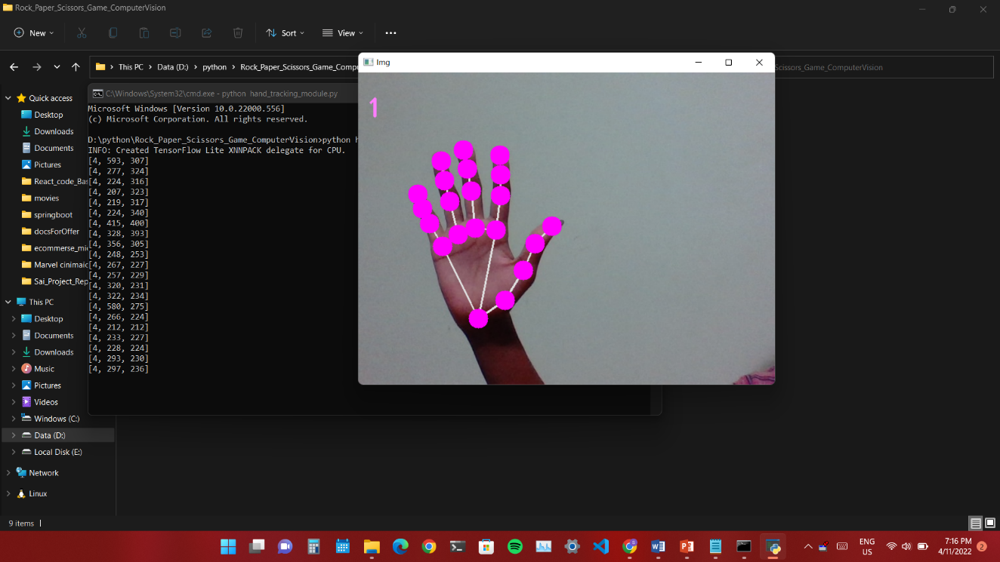 Rock_Paper_Scissors_Game_ComputerVision
New
Sort
View
This PC
Data (D:)
python
Rock_Paper_Scissors_Game_Compu
Scissors_Game_ComputerVision
Img
1
Quick access
Desktop
Downloads
Documents
Pictures
React_code_Bas
movies
springboot
docsForOffer
ecommerse_mi
Marvel cinimaic
Sai_Project_Rep
This PC
Desktop
Documents
Downloads
Music
Pictures
Videos
Windows (C:)
Data (D:)
Local Disk (E:)
Network
Linux
C:\Windows\System32\cmd.exe - python hand_tracking_module.py
Microsoft Windows [Version 10.0.22000.556]
(c) Microsoft Corporation. All rights reserved.
D:\python\Rock_Paper_Scissors_Game_ComputerVision>python h
INFO: Created TensorFlow Lite XNNPACK delegate for CPU.
[4, 593, 307]
[4, 277, 324]
[4, 224, 316]
[4, 207, 323]
[4, 219, 317]
[4, 224, 340]
[4, 415, 400]
[4, 328, 393]
[4, 356, 305]
[4, 248, 253]
[4, 267, 227]
[4, 257, 229]
[4, 320, 231]
[4, 322, 234]
[4, 580, 275]
[4, 266, 224]
[4, 212, 212]
[4, 233, 227]
[4, 228, 224]
[4, 293, 230]
[4, 297, 236]
9 items
ENG
US
7:16 PM
4/11/2022
2